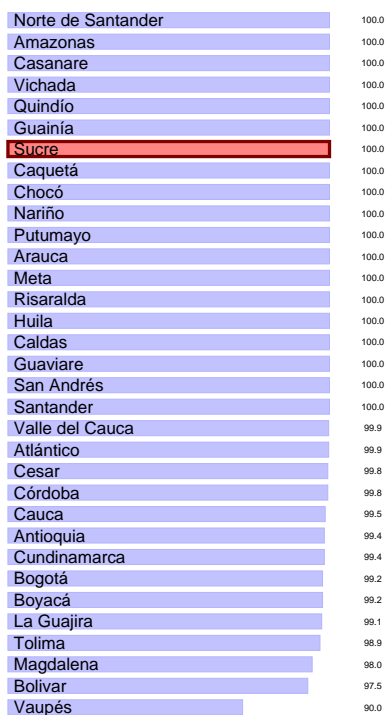 Norte de Santander 100.0
Amazonas 100.0
Casanare 100.0
Vichada 100.0
Quindío 100.0
Guainía 100.0
Sucre 100.0
Caquetá 100.0
Chocó 100.0
Nariño 100.0
Putumayo 100.0
Arauca 100.0
Meta 100.0
Risaralda 100.0
Huila 100.0
Caldas 100.0
Guaviare 100.0
San Andrés 100.0
Santander 100.0
Valle del Cauca 99.9
Atlántico 99.9
Cesar 99.8
Córdoba 99.8
Cauca 99.5
Antioquia 99.4
Cundinamarca 99.4
Bogotá 99.2
Boyacá 99.2
La Guajira 99.1
Tolima 98.9
Magdalena 98.0
Bolivar 97.5
Vaupés 90.0